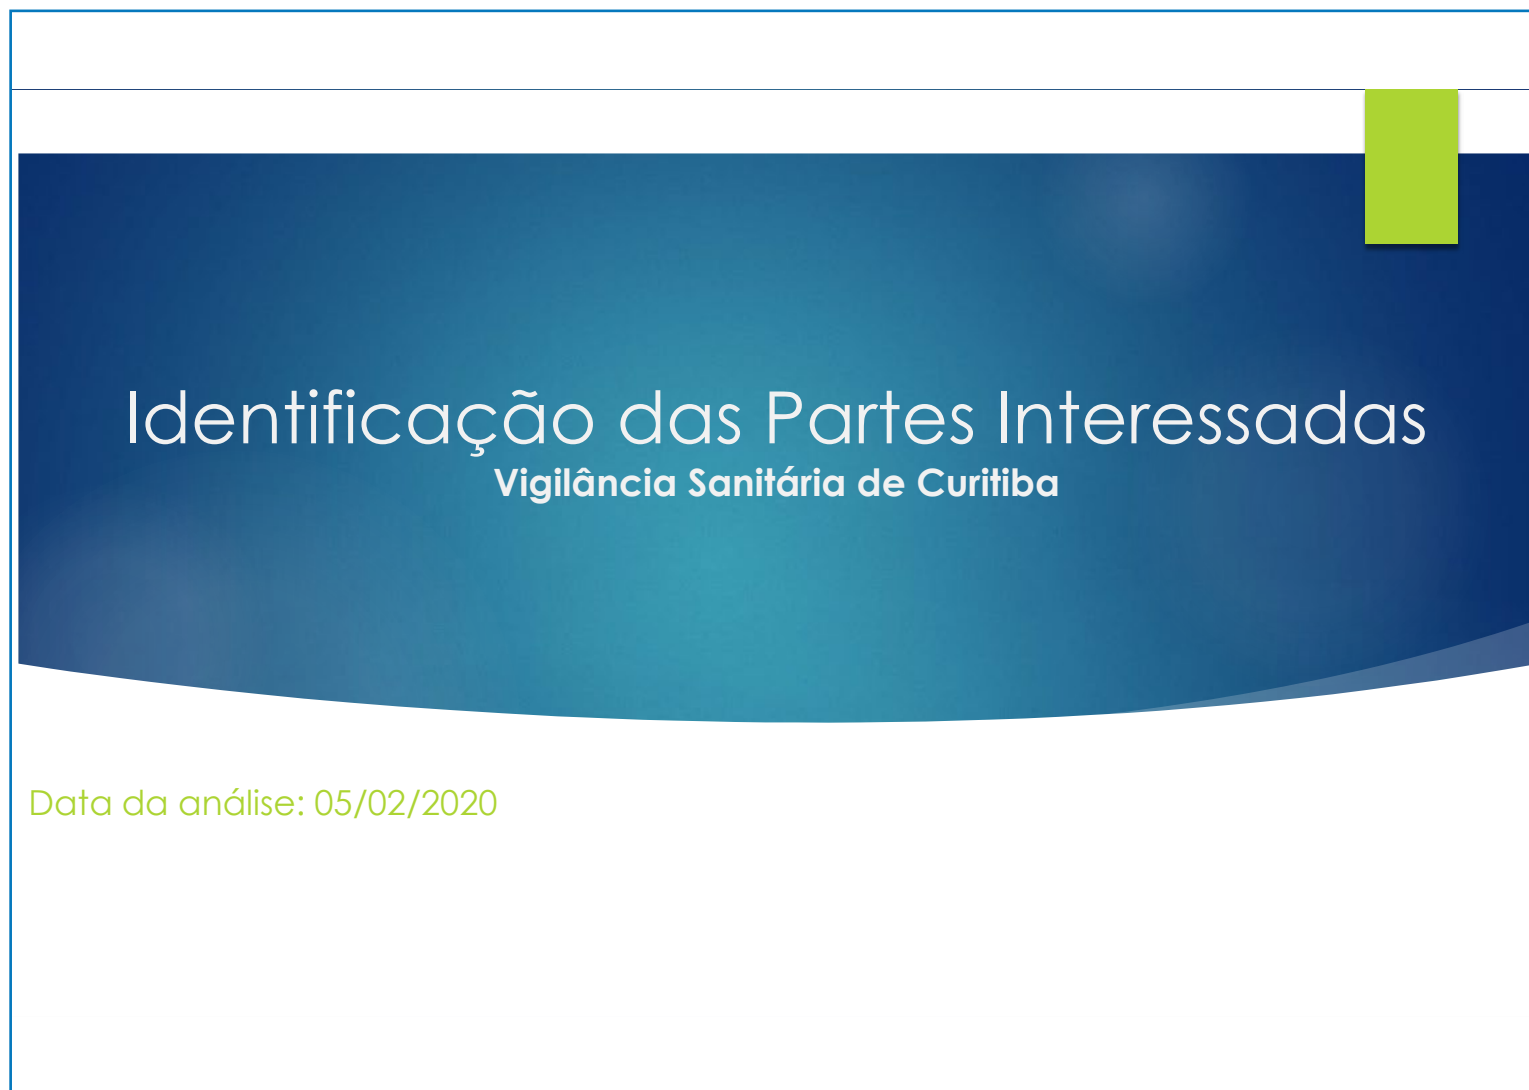 Identificação das Partes Interessadas
Vigilância Sanitária de Curitiba
Data da análise: 05/02/2020